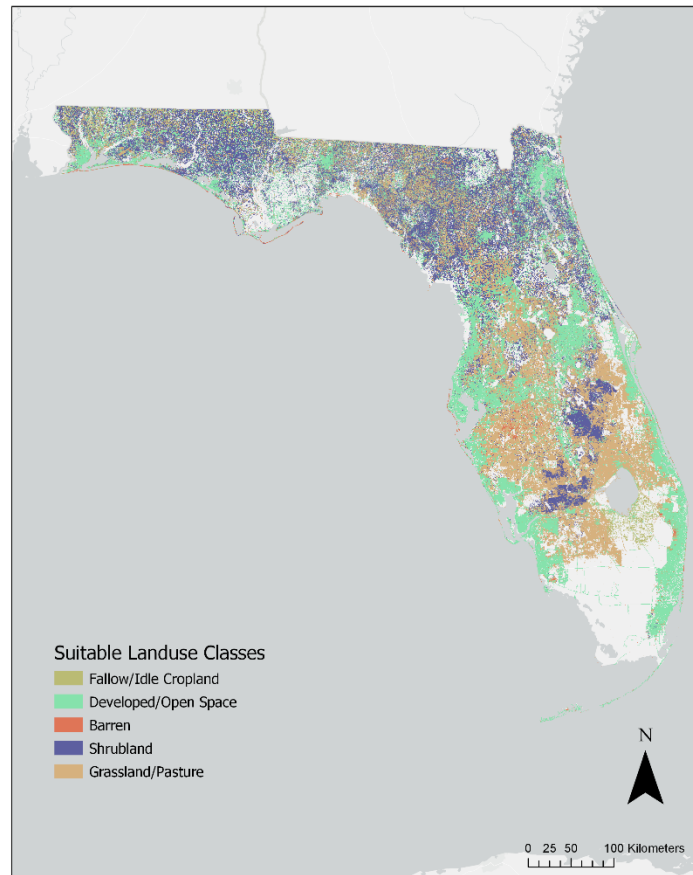 Suitable Landuse Classes
Fallow/Idle Cropland
Developed/Open Space
Barren
Shrubland
Grassland/Pasture
N
0 25 50 100 Kilometers